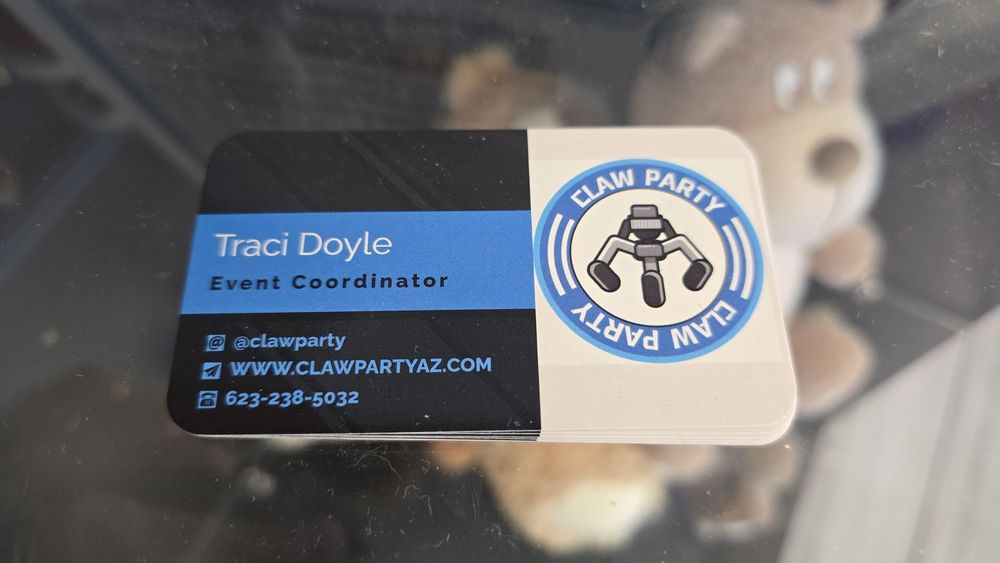 Traci Doyle
Event Coordinator
@clawparty
WWW.CLAWPARTYAZ.COM
623-238-5032
CLAW PARTY
CLAW PARTY